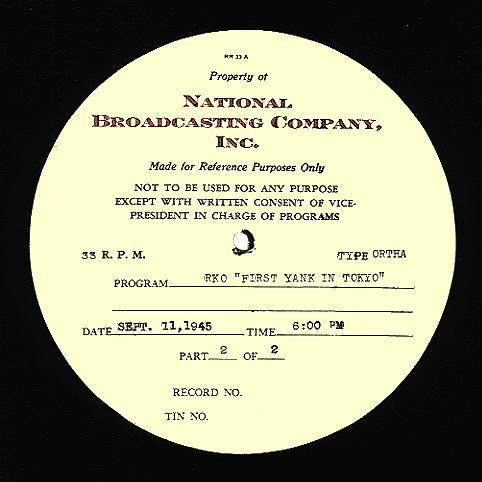 RR 33 A
Property of
NATIONAL
BROADCASTING COMPANY,
INC.
Made for Reference Purposes Only
NOT TO BE USED FOR ANY PURPOSE
EXCEPT WITH WRITTEN CONSENT OF VICE-
PRESIDENT IN CHARGE OF PROGRAMS
33 R. P. M. TYPE ORTHA
PROGRAM RKO "FIRST YANK IN TOKYO"
DATE SEPT. 11,1945 TIME 6:00 PM
PART 2 OF 2
RECORD NO.
TIN NO.